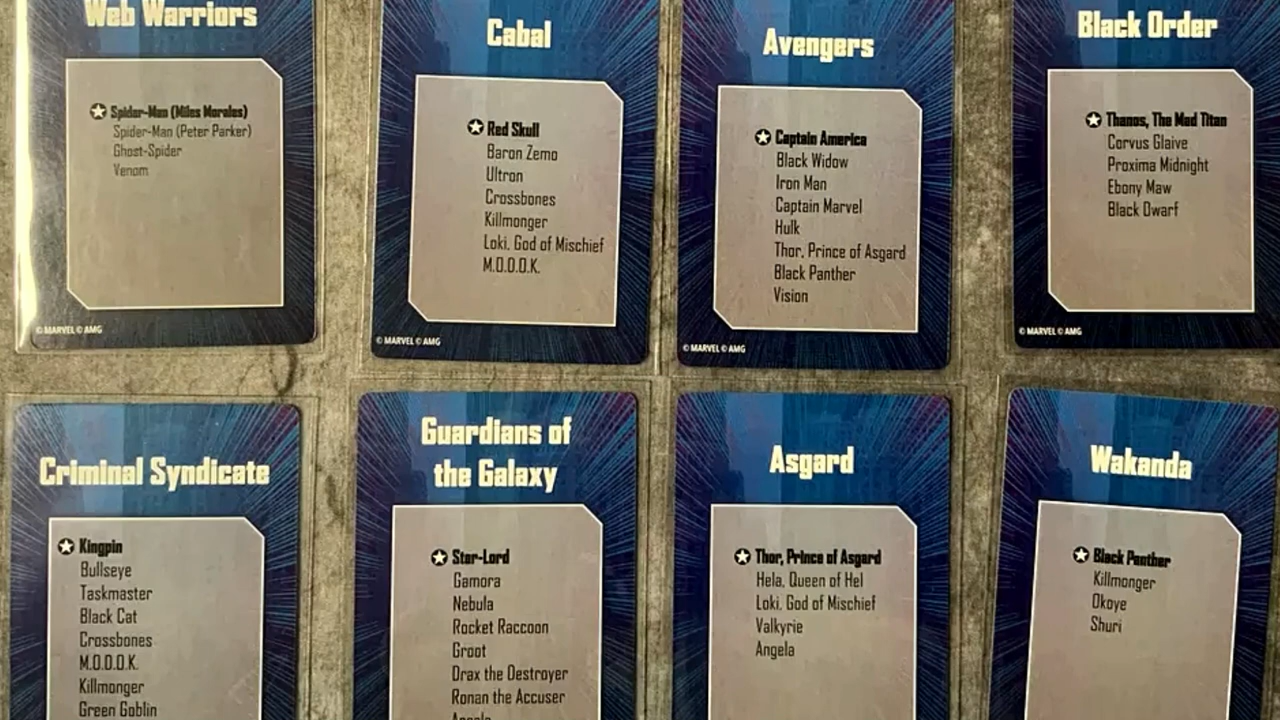 Web Warriors
Spider-Man (Miles Morales)
Spider-Man (Peter Parker)
Ghost-Spider
Venom
© MARVEL © AMG
Cabal
Red Skull
Baron Zemo
Ultron
Crossbones
Killmonger
Loki, God of Mischief
M.O.D.O.K.
© MARVEL © AMG
Avengers
Captain America
Black Widow
Iron Man
Captain Marvel
Hulk
Thor, Prince of Asgard
Black Panther
Vision
© MARVEL © AMG
Black Order
Thanos, The Mad Titan
Corvus Glaive
Proxima Midnight
Ebony Maw
Black Dwarf
© MARVEL © AMG
Criminal Syndicate
Kingpin
Bullseye
Taskmaster
Black Cat
Crossbones
M.O.D.O.K.
Killmonger
Green Goblin
Guardians of
the Galaxy
Star-Lord
Gamora
Nebula
Rocket Raccoon
Groot
Drax the Destroyer
Ronan the Accuser
Angela
Asgard
Thor, Prince of Asgard
Hela, Queen of Hel
Loki, God of Mischief
Valkyrie
Angela
Wakanda
Black Panther
Killmonger
Okoye
Shuri